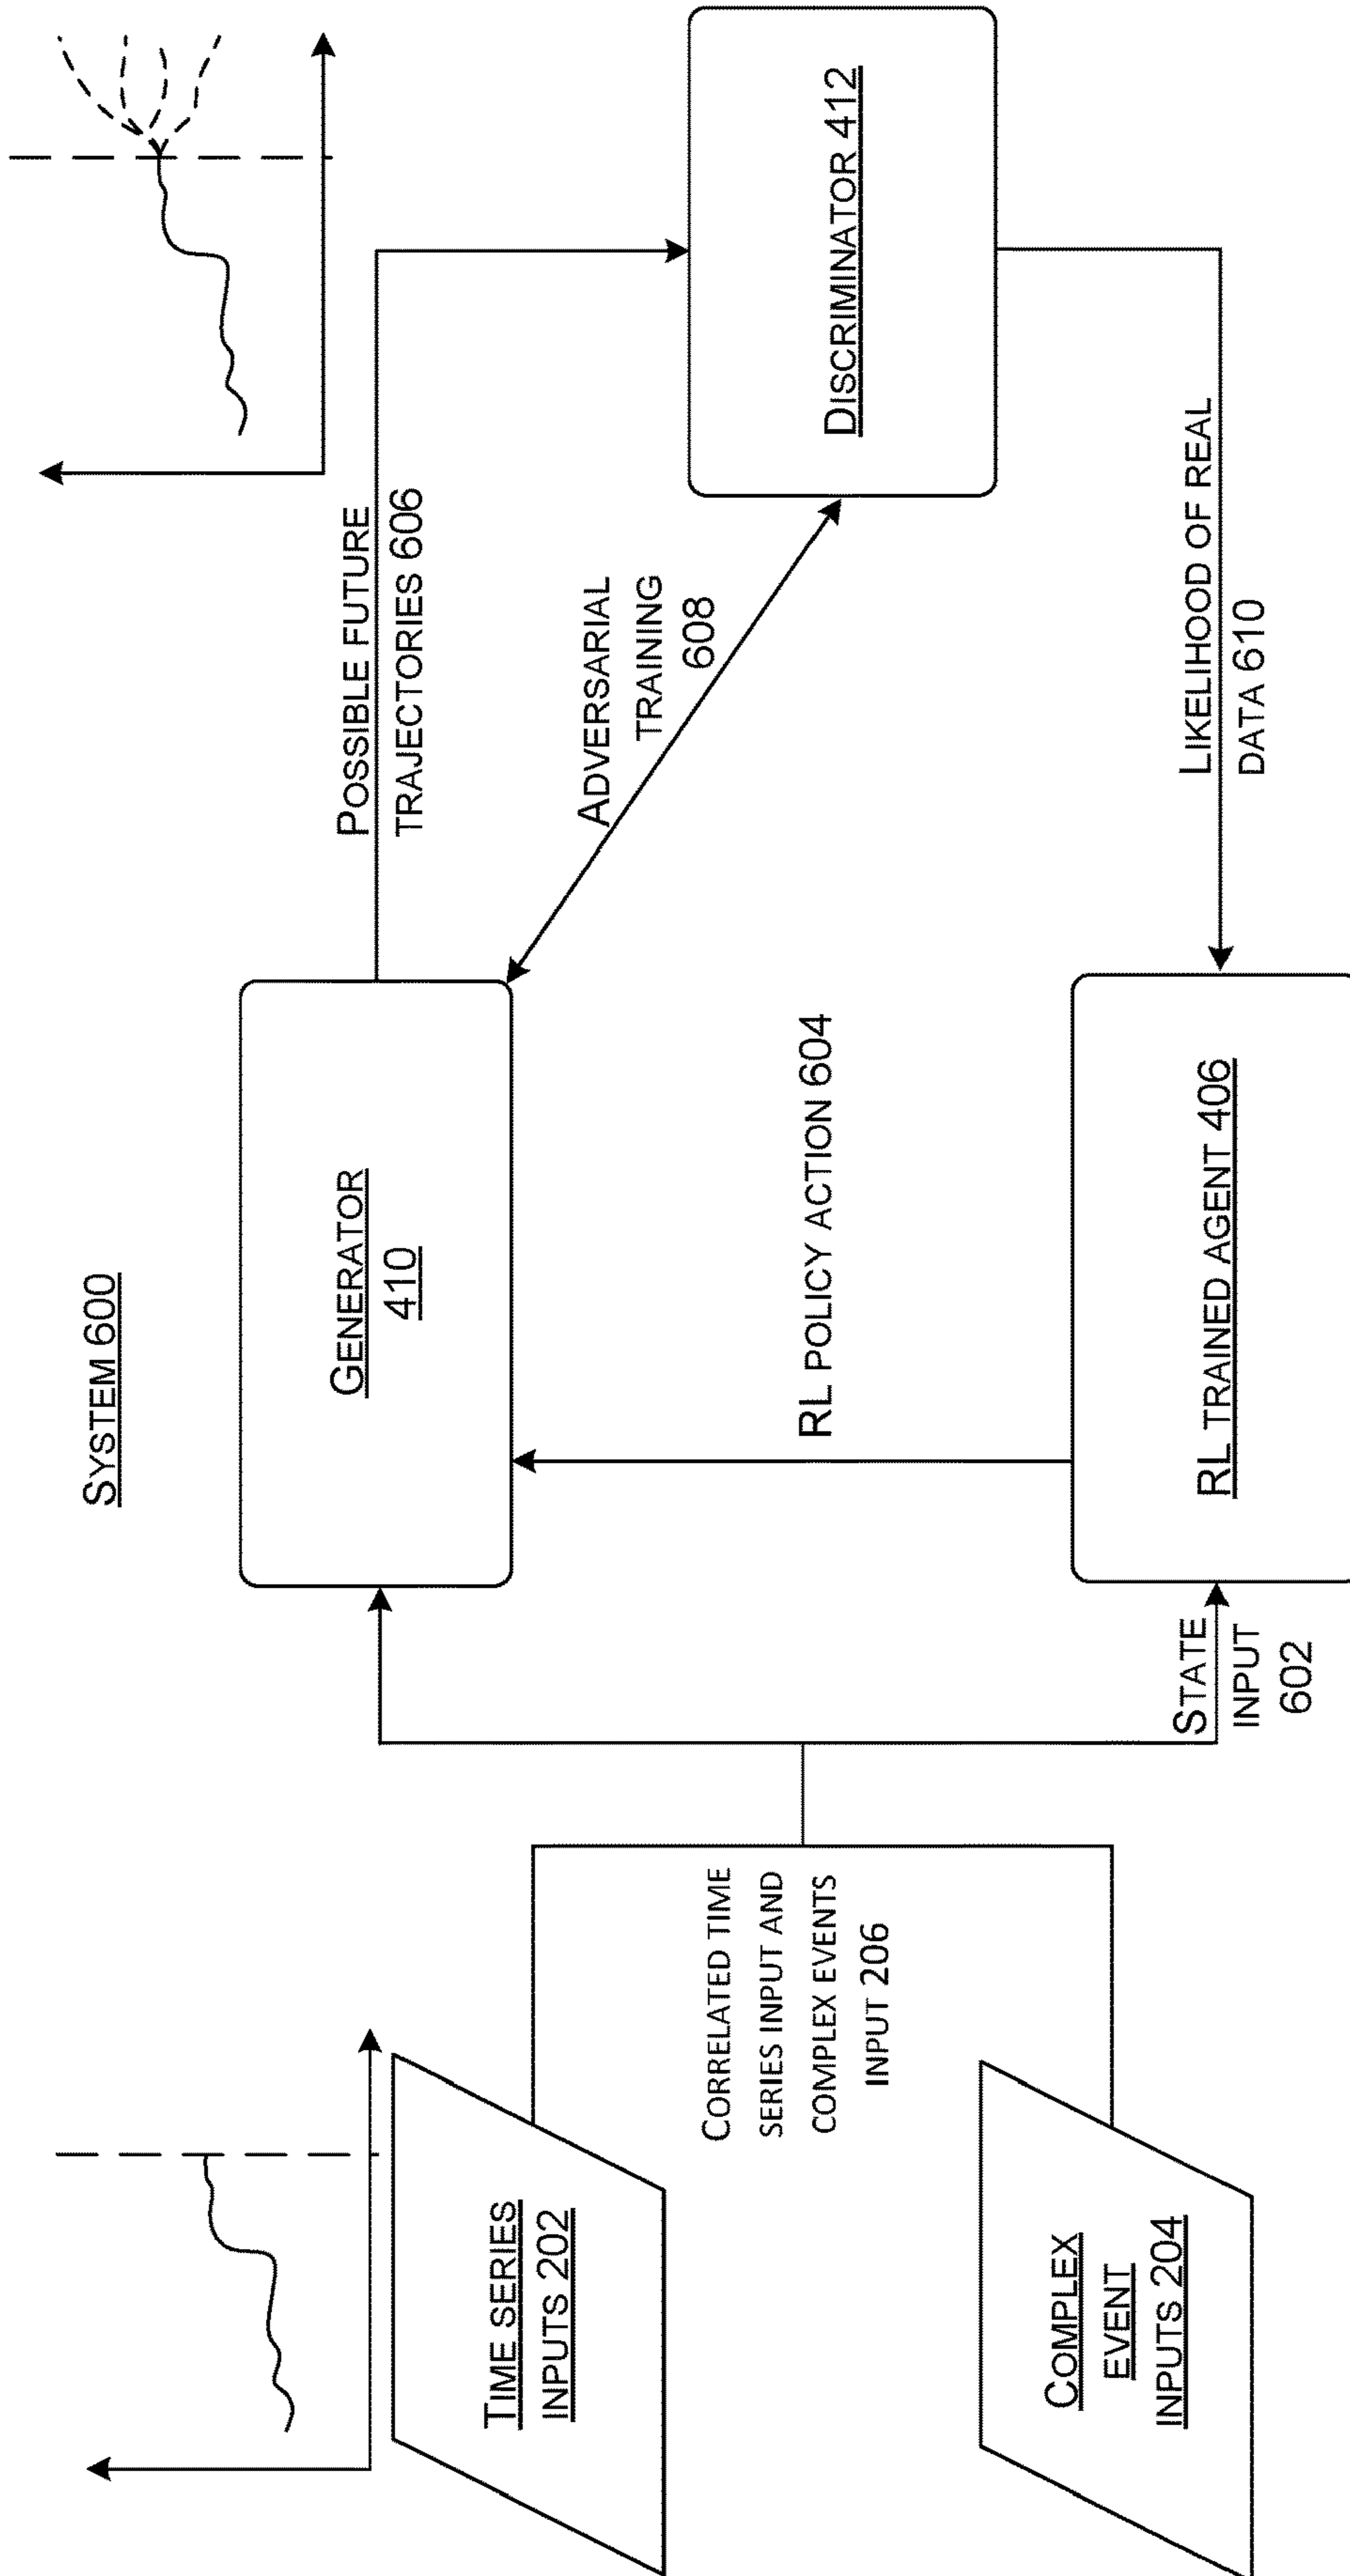 SYSTEM 600
TIME SERIES
INPUTS 202
COMPLEX
EVENT
INPUTS 204
CORRELATED TIME
SERIES INPUT AND
COMPLEX EVENTS
INPUT 206
STATE
INPUT
602
GENERATOR
410
RL POLICY ACTION 604
RL TRAINED AGENT 406
POSSIBLE FUTURE
TRAJECTORIES 606
ADVERSARIAL
TRAINING
608
DISCRIMINATOR 412
LIKELIHOOD OF REAL
DATA 610